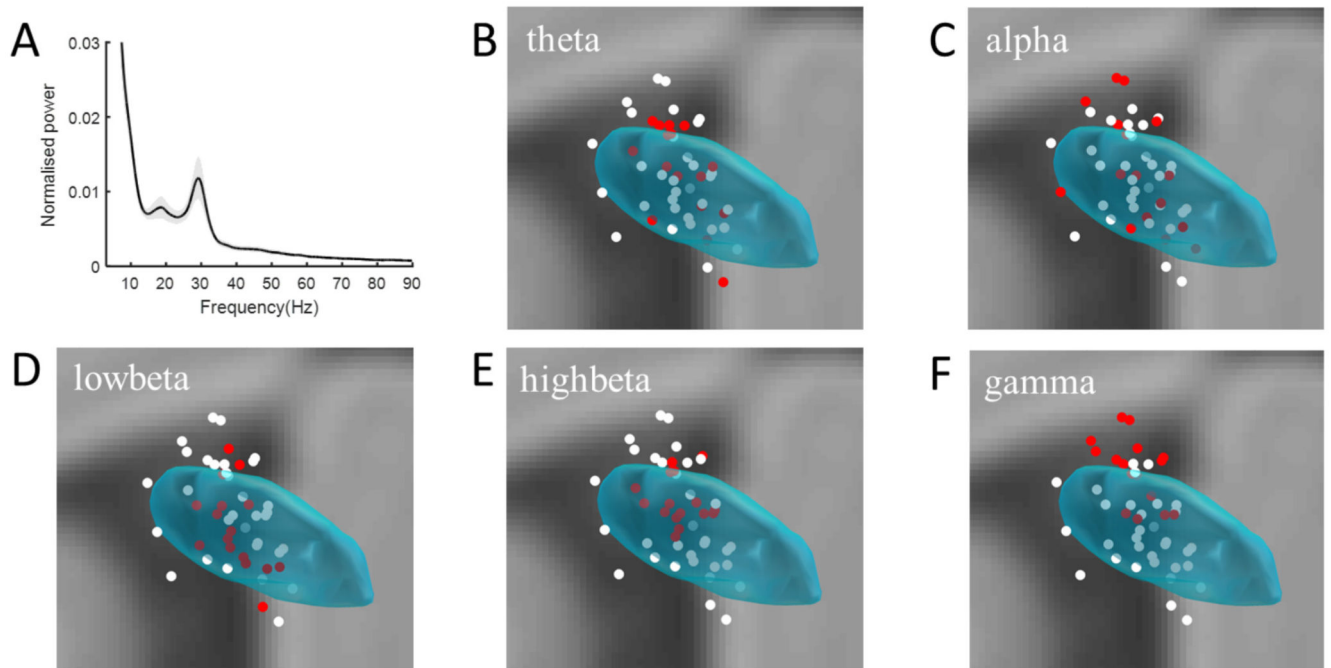 A
0.03
0.02
0.01
0
Normalised power
10 20 30 40 50 60 70 80 90
Frequency(Hz)
B
theta
C
alpha
D
lowbeta
E
highbeta
F
gamma